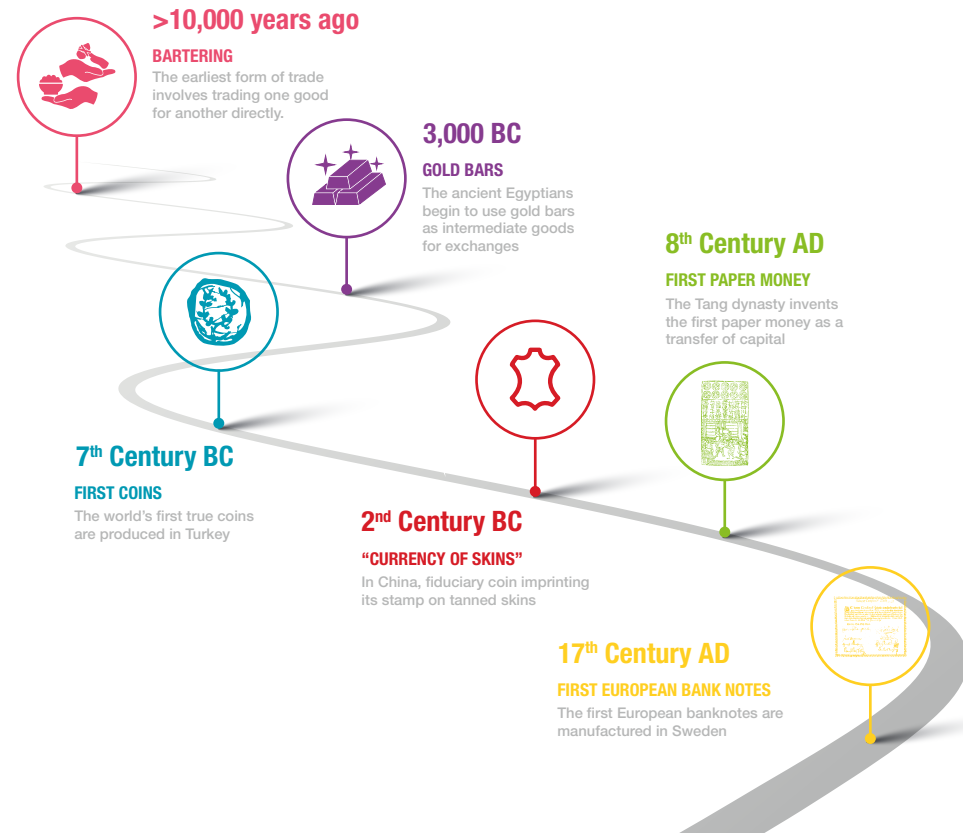 >10,000 years ago
BARTERING
The earliest form of trade
involves trading one good
for another directly.
3,000 BC
GOLD BARS
The ancient Egyptians
begin to use gold bars
as intermediate goods
for exchanges
8th Century AD
FIRST PAPER MONEY
The Tang dynasty invents
the first paper money as a
transfer of capital
7th Century BC
FIRST COINS
The world's first true coins
are produced in Turkey
2nd Century BC
“CURRENCY OF SKINS”
In China, fiduciary coin imprinting
its stamp on tanned skins
17th Century AD
FIRST EUROPEAN BANK NOTES
The first European banknotes are
manufactured in Sweden